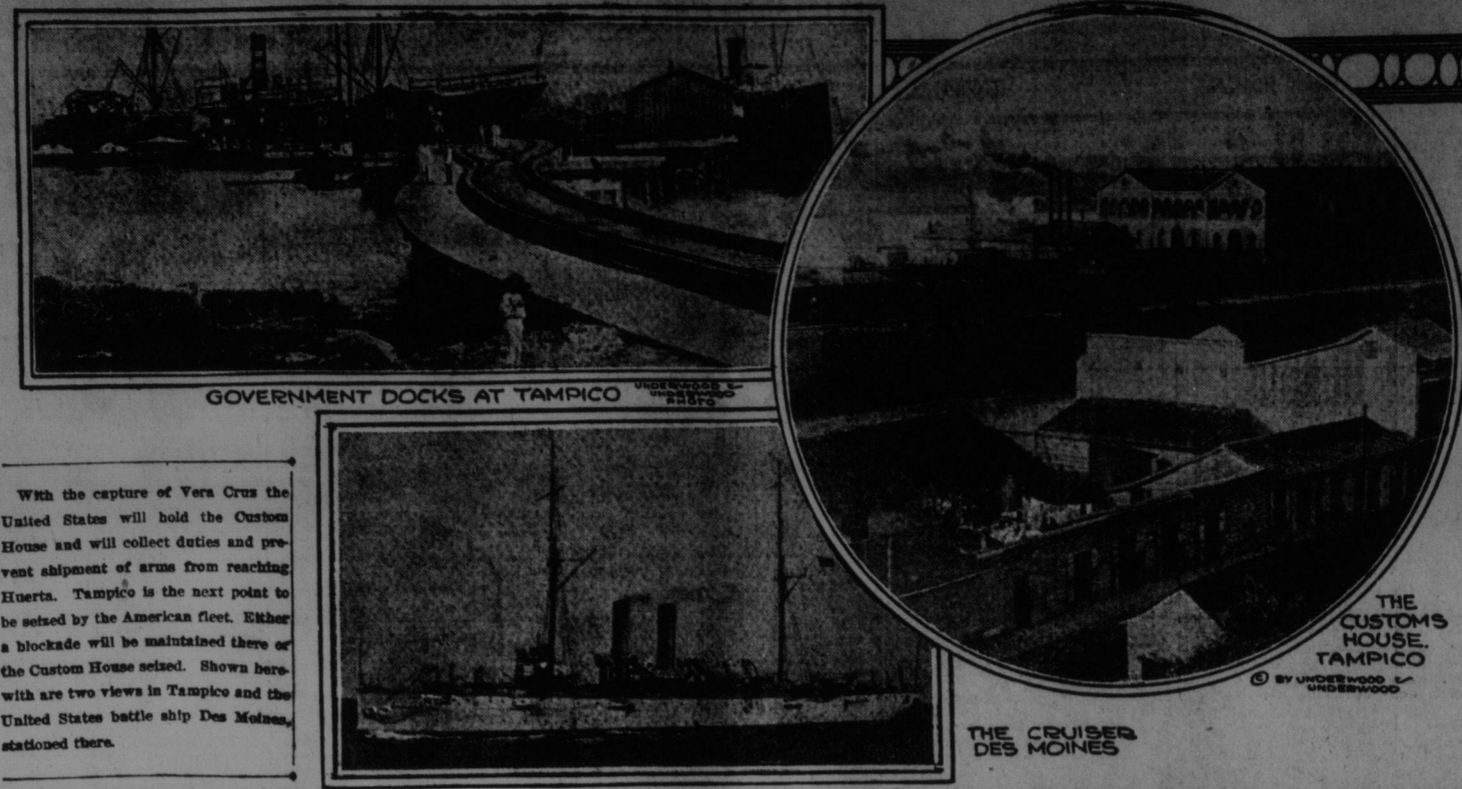 GOVERNMENT DOCKS AT TAMPICO
UNDERWOOD &
UNDERWOOD
PHOTO
With the capture of Vera Cruz the
United States will hold the Custom
House and will collect duties and pre-
vent shipment of arms from reaching
Huerta. Tampico is the next point to
be seized by the American fleet. Either
a blockade will be maintained there or
the Custom House seized. Shown here-
with are two views in Tampico and the
United States battle ship Des Moines,
stationed there.
THE
CUSTOMS
HOUSE.
TAMPICO
© BY UNDERWOOD &
UNDERWOOD
THE CRUISER
DES MOINES